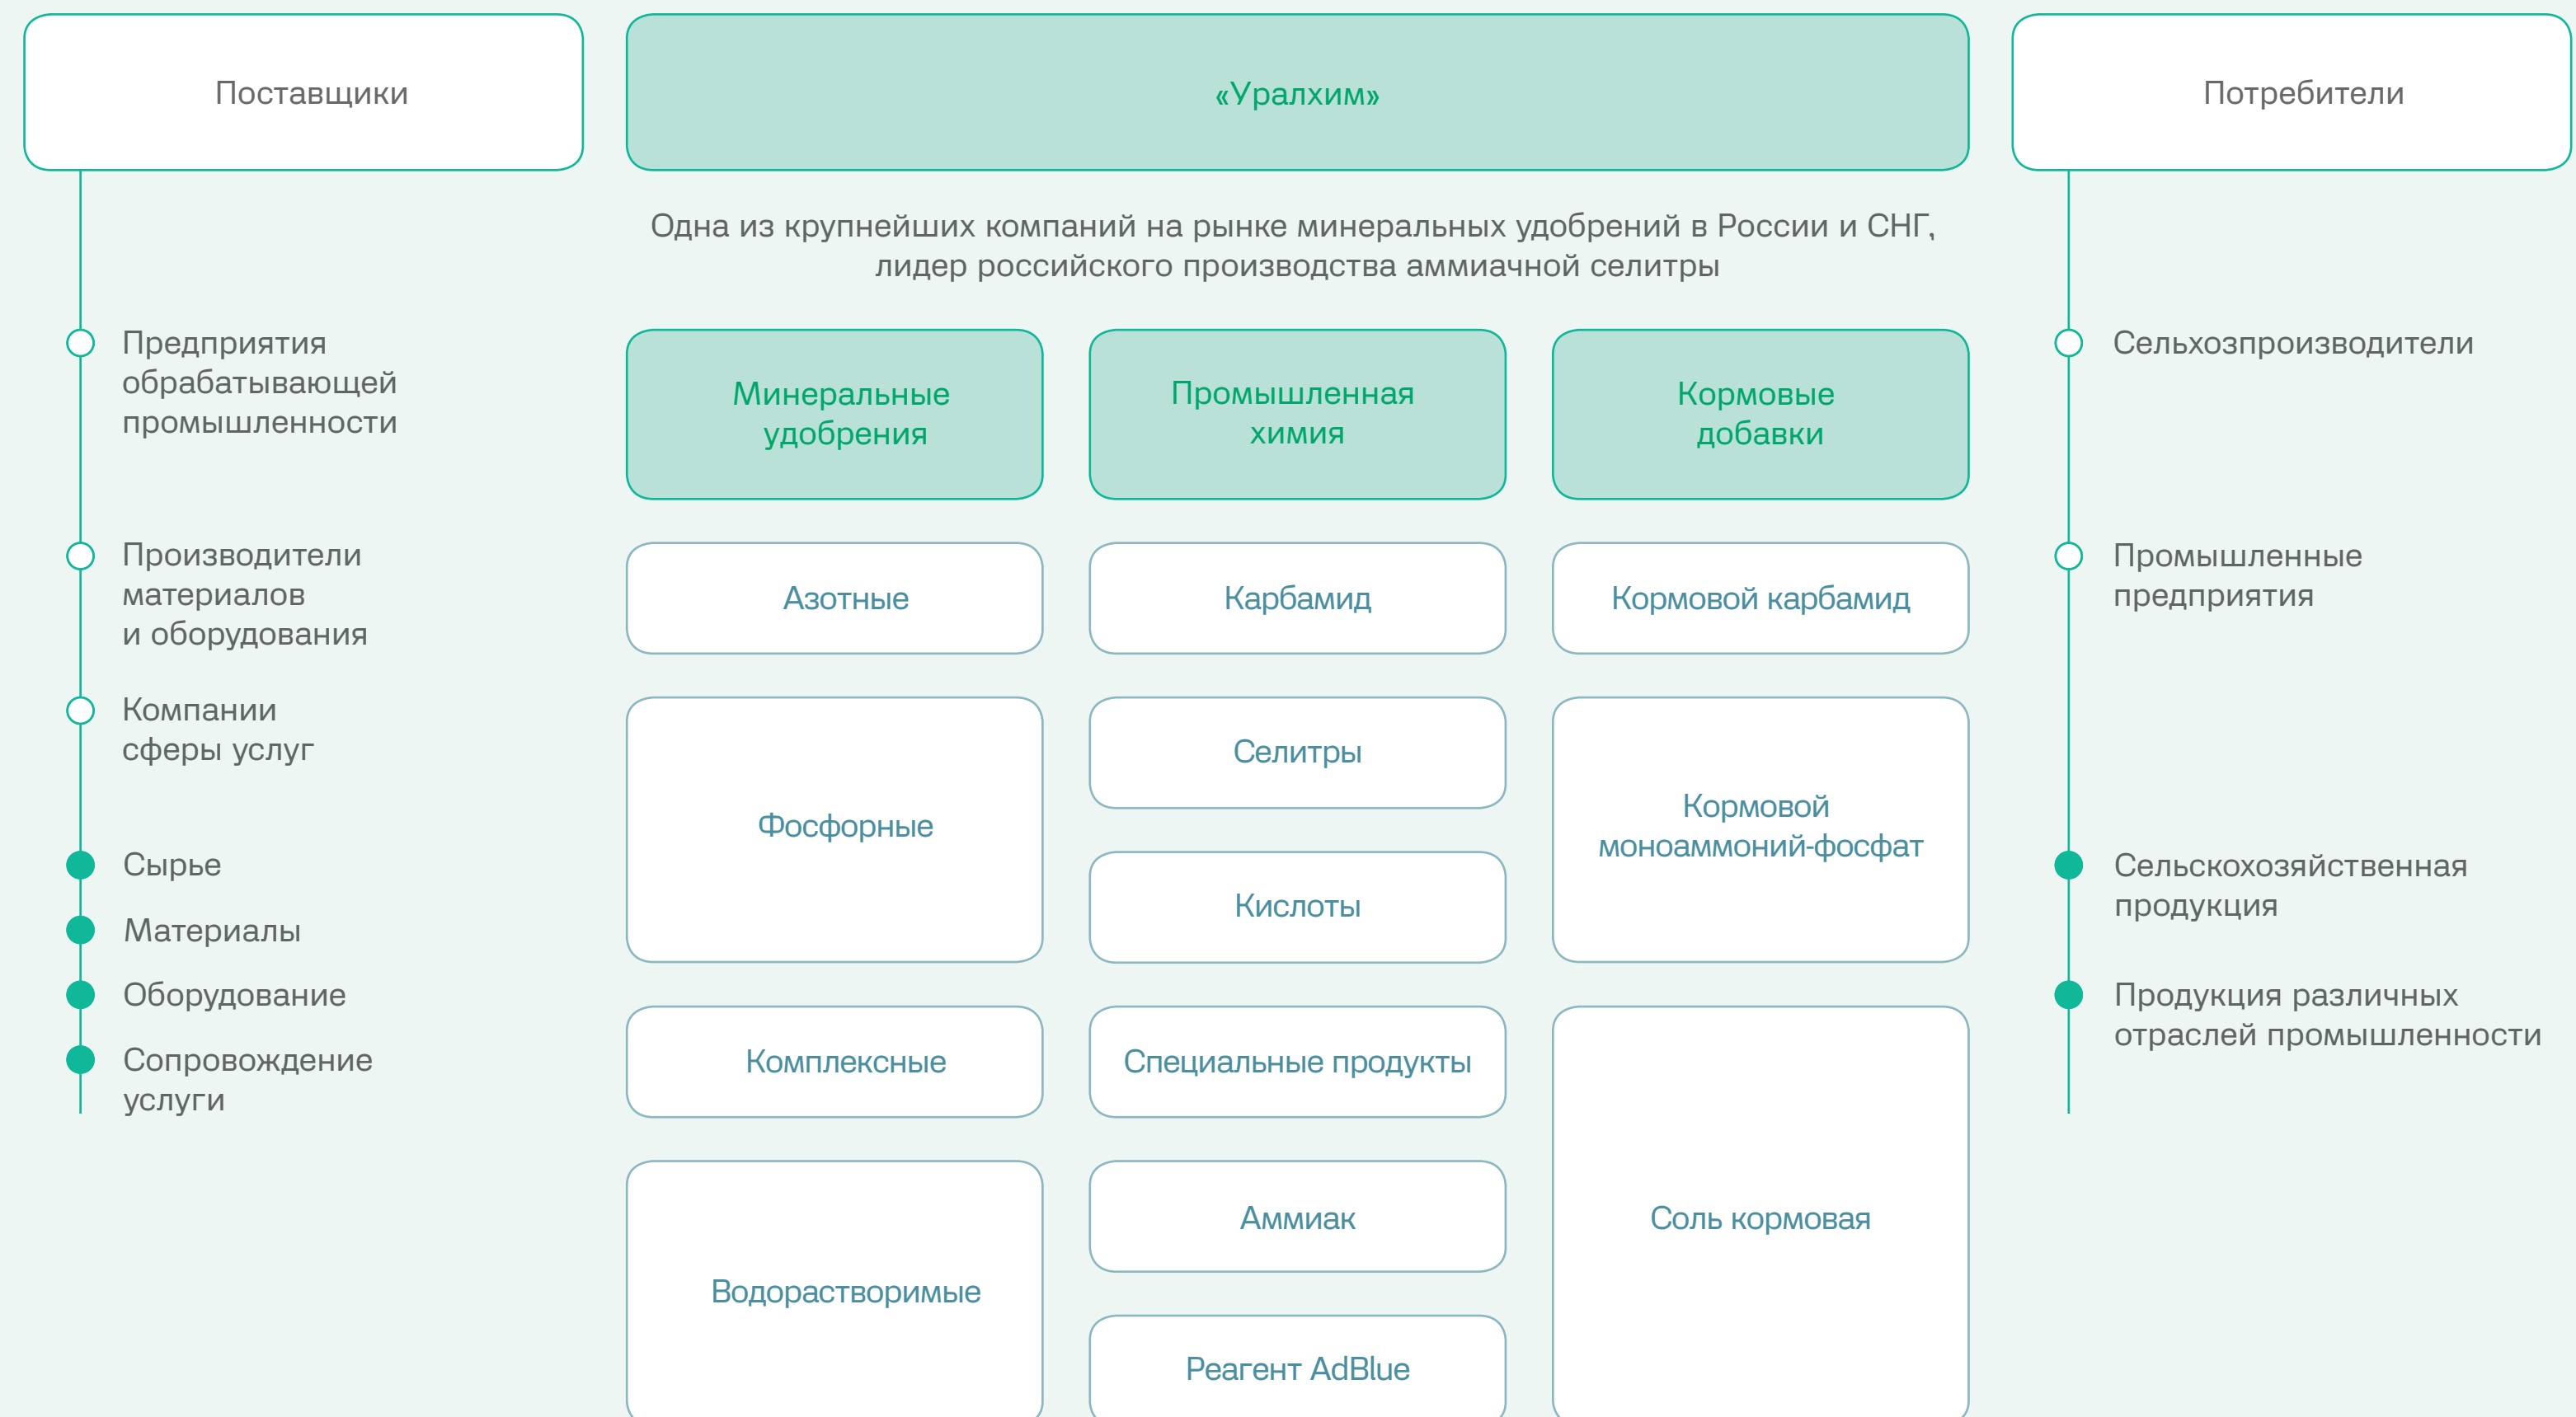 Поставщики
Предприятия
обрабатывающей
промышленности
Производители
материалов
и оборудования
Компании
сферы услуг
Сырье
Материалы
Оборудование
Сопровождение
услуги
«Уралхим»
Одна из крупнейших компаний на рынке минеральных удобрений в России и СНГ,
лидер российского производства аммиачной селитры
Минеральные
удобрения
Азотные
Фосфорные
Комплексные
Водорастворимые
Промышленная
химия
Карбамид
Селитры
Кислоты
Специальные продукты
Аммиак
Реагент AdBlue
Кормовые
добавки
Кормовой карбамид
Кормовой
моноаммоний-фосфат
Соль кормовая
Потребители
Сельхозпроизводители
Промышленные
предприятия
Сельскохозяйственная
продукция
Продукция различных
отраслей промышленности